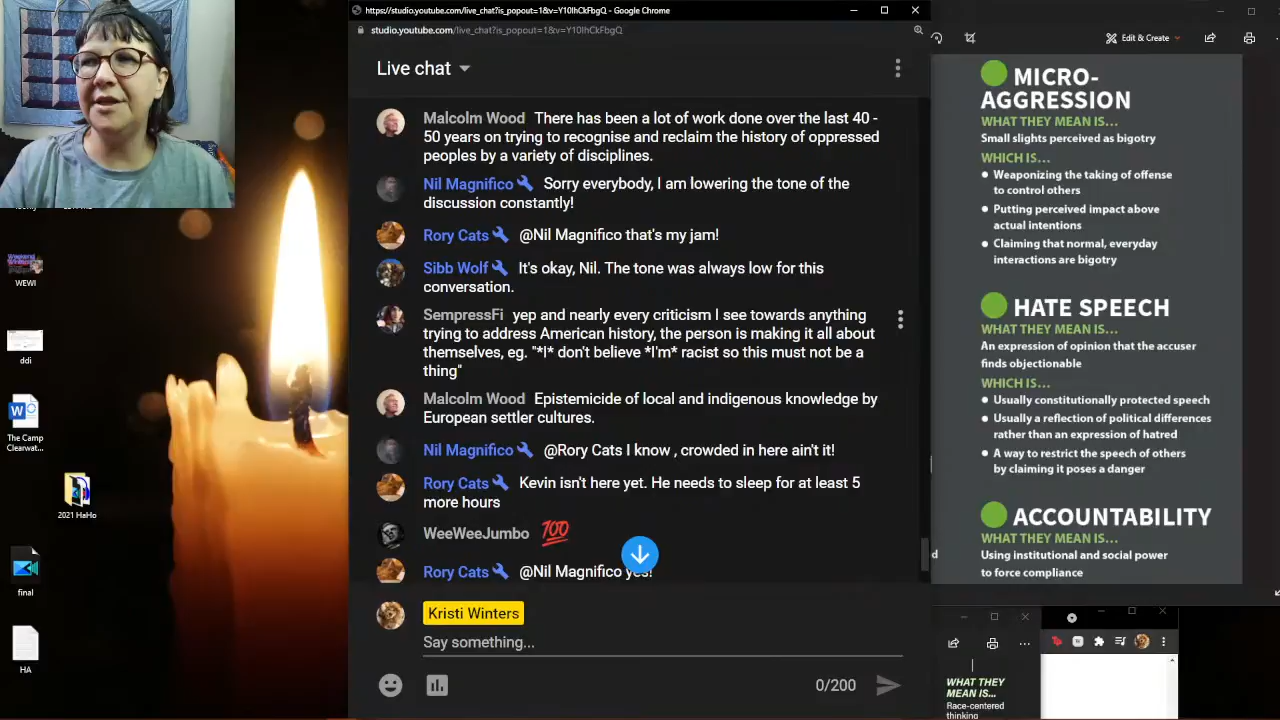 https://studio.youtube.com/live_chat?is_popout=1&v=Y10IhCkFbgQ - Google Chrome
studio.youtube.com/live_chat?is_popout=1&v=Y10IhCkFbgQ
Live chat
Malcolm Wood There has been a lot of work done over the last 40 -
50 years on trying to recognise and reclaim the history of oppressed
peoples by a variety of disciplines.
Nil Magnifico Sorry everybody, I am lowering the tone of the
discussion constantly!
Rory Cats @Nil Magnifico that's my jam!
Sibb Wolf It's okay, Nil. The tone was always low for this
conversation.
SempressFi yep and nearly every criticism I see towards anything
trying to address American history, the person is making it all about
themselves, eg. "*I* don't believe *I'm* racist so this must not be a
thing"
Malcolm Wood Epistemicide of local and indigenous knowledge by
European settler cultures.
Nil Magnifico @Rory Cats I know , crowded in here ain't it!
Rory Cats Kevin isn't here yet. He needs to sleep for at least 5
more hours
WeeWeeJumbo 100
Rory Cats @Nil Magnifico yes!
Kristi Winters
Say something...
0/200
WEWI
ddi
The Camp
Clearwat...
2021 HaHo
final
HA
Edit & Create
MICRO-
AGGRESSION
WHAT THEY MEAN IS...
Small slights perceived as bigotry
WHICH IS...
Weaponizing the taking of offense
to control others
Putting perceived impact above
actual intentions
Claiming that normal, everyday
interactions are bigotry
HATE SPEECH
WHAT THEY MEAN IS...
An expression of opinion that the accuser
finds objectionable
WHICH IS...
Usually constitutionally protected speech
Usually a reflection of political differences
rather than an expression of hatred
A way to restrict the speech of others
by claiming it poses a danger
ACCOUNTABILITY
WHAT THEY MEAN IS...
Using institutional and social power
to force compliance
WHAT THEY
MEAN IS...
Race-centered
thinking